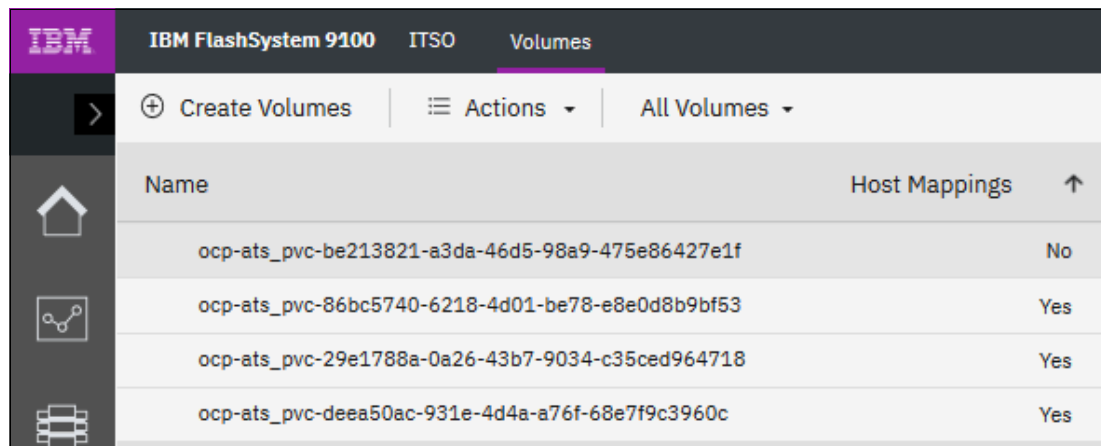 IBM IBM FlashSystem 9100 ITSO Volumes
Create Volumes Actions All Volumes
Name Host Mappings
ocp-ats_pvc-be213821-a3da-46d5-98a9-475e86427e1f No
ocp-ats_pvc-86bc5740-6218-4d01-be78-e8e0d8b9bf53 Yes
ocp-ats_pvc-29e1788a-0a26-43b7-9034-c35ced964718 Yes
ocp-ats_pvc-deea50ac-931e-4d4a-a76f-68e7f9c3960c Yes